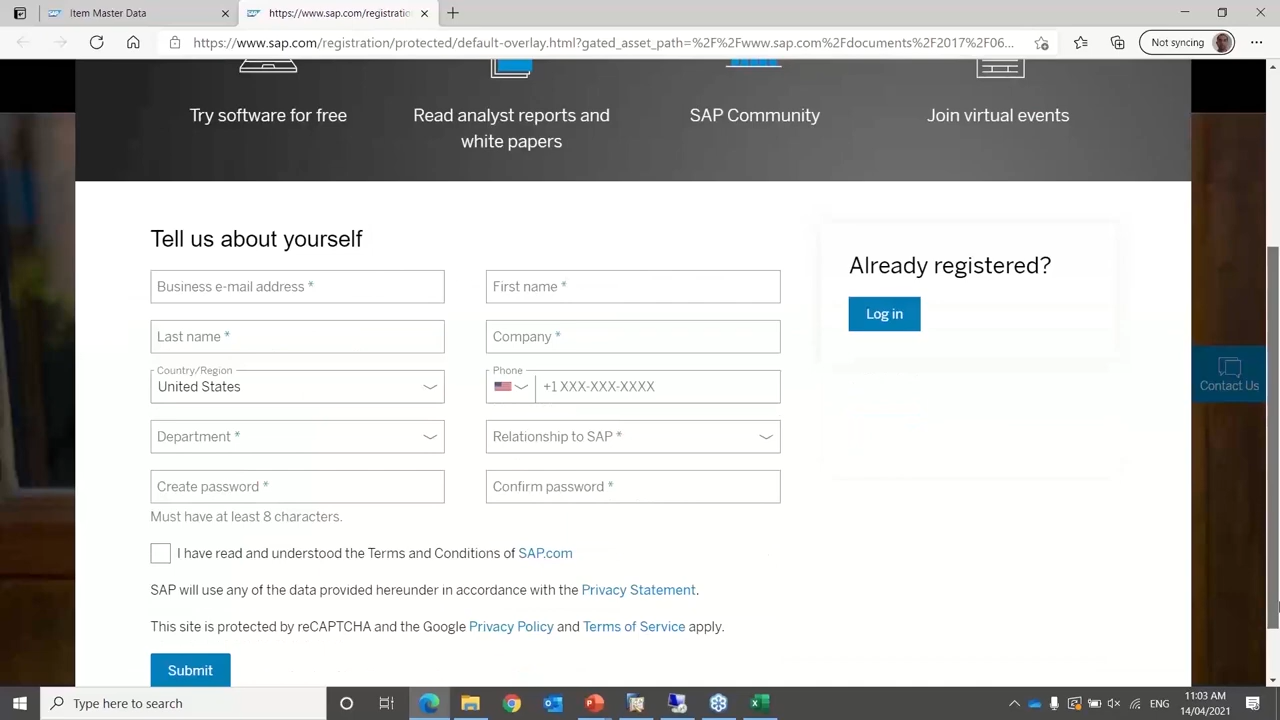 Item Master Data
https://www.sap.com/registratio
https://www.sap.com/registration/protected/default-overlay.html?gated_asset_path=%2F%2Fwww.sap.com%2Fdocuments%2F2017%2F06...
Not syncing
Try software for free
Read analyst reports and
white papers
SAP Community
Join virtual events
Tell us about yourself
Business e-mail address *
First name *
Last name *
Company *
Country/Region
United States
Phone
+1 XXX-XXX-XXXX
Department *
Relationship to SAP *
Create password *
Confirm password *
Must have at least 8 characters.
I have read and understood the Terms and Conditions of SAP.com
SAP will use any of the data provided hereunder in accordance with the Privacy Statement.
This site is protected by reCAPTCHA and the Google Privacy Policy and Terms of Service apply.
Submit
Already registered?
Log in
Contact Us
Type here to search
ENG
11:03 AM
14/04/2021